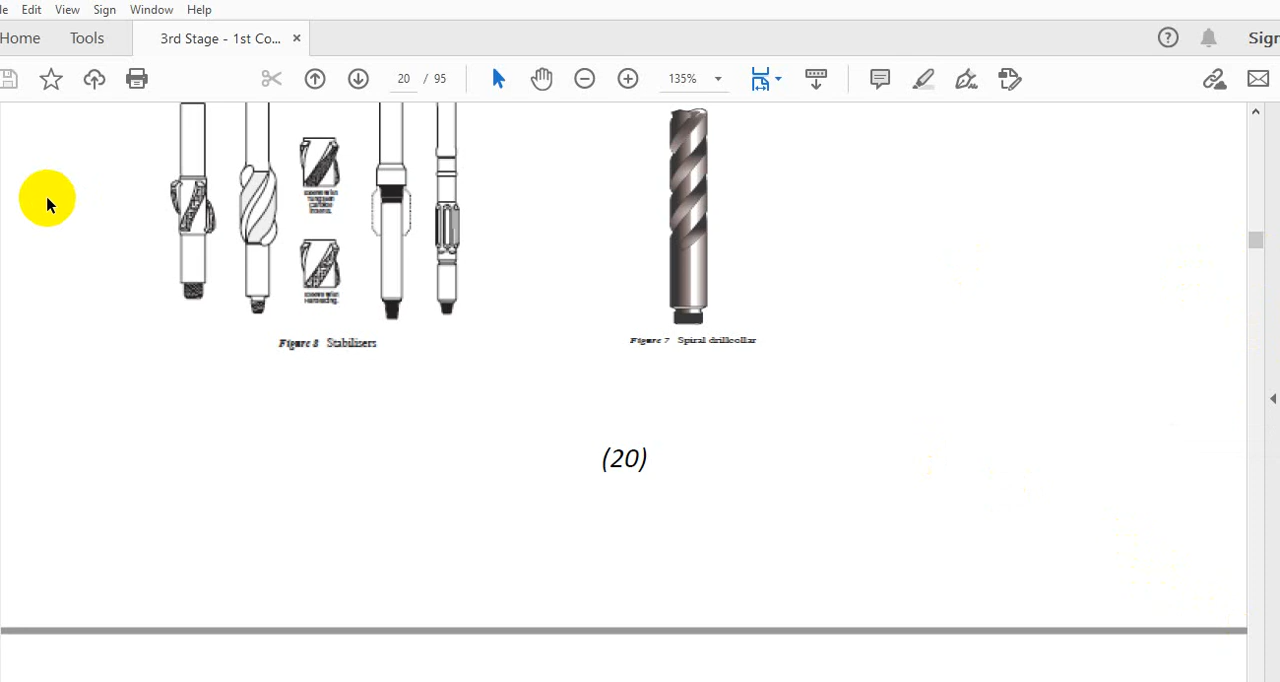 le Edit View Sign Window Help
Home Tools 3rd Stage - 1st Co... × Sign
20 / 95 135%
Figure 8 Stabilisers
Figure 7 Spiral drillcollar
(20)